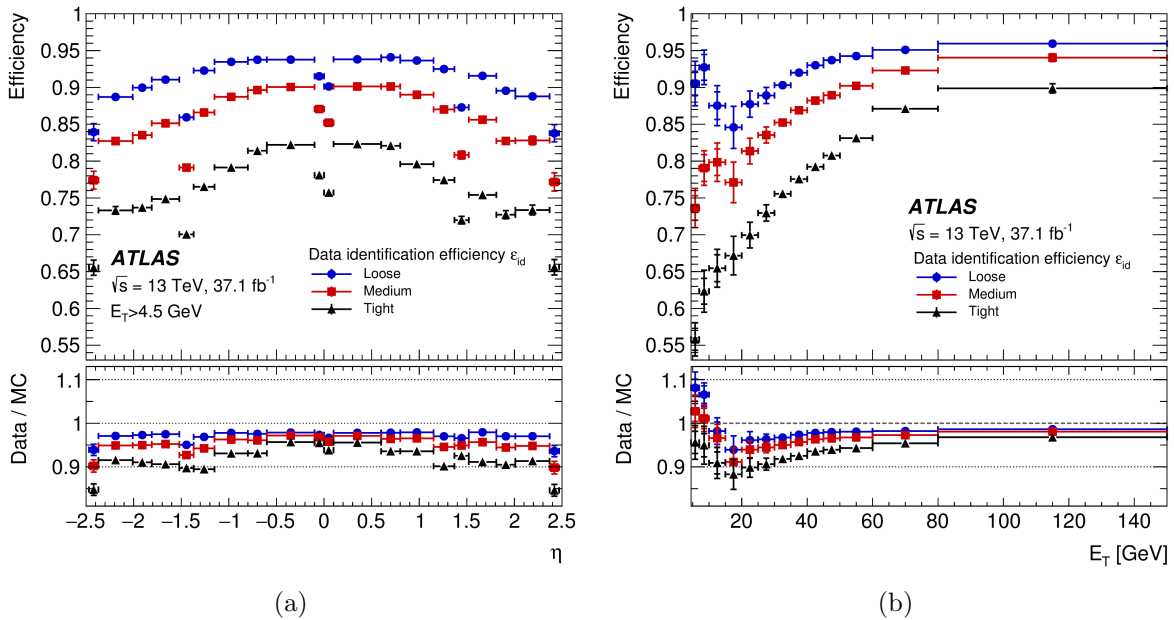 Efficiency
1
0.95
0.9
0.85
0.8
0.75
0.7
0.65
0.6
0.55
ATLAS
√s = 13 TeV, 37.1 fb⁻¹
E_T>4.5 GeV
Data identification efficiency ε_id
Loose
Medium
Tight
Data / MC
1.1
1
0.9
−2.5 −2 −1.5 −1 −0.5 0 0.5 1 1.5 2 2.5
η
(a)
Efficiency
1
0.95
0.9
0.85
0.8
0.75
0.7
0.65
0.6
0.55
ATLAS
√s = 13 TeV, 37.1 fb⁻¹
Data identification efficiency ε_id
Loose
Medium
Tight
Data / MC
1.1
1
0.9
20 40 60 80 100 120 140
E_T [GeV]
(b)